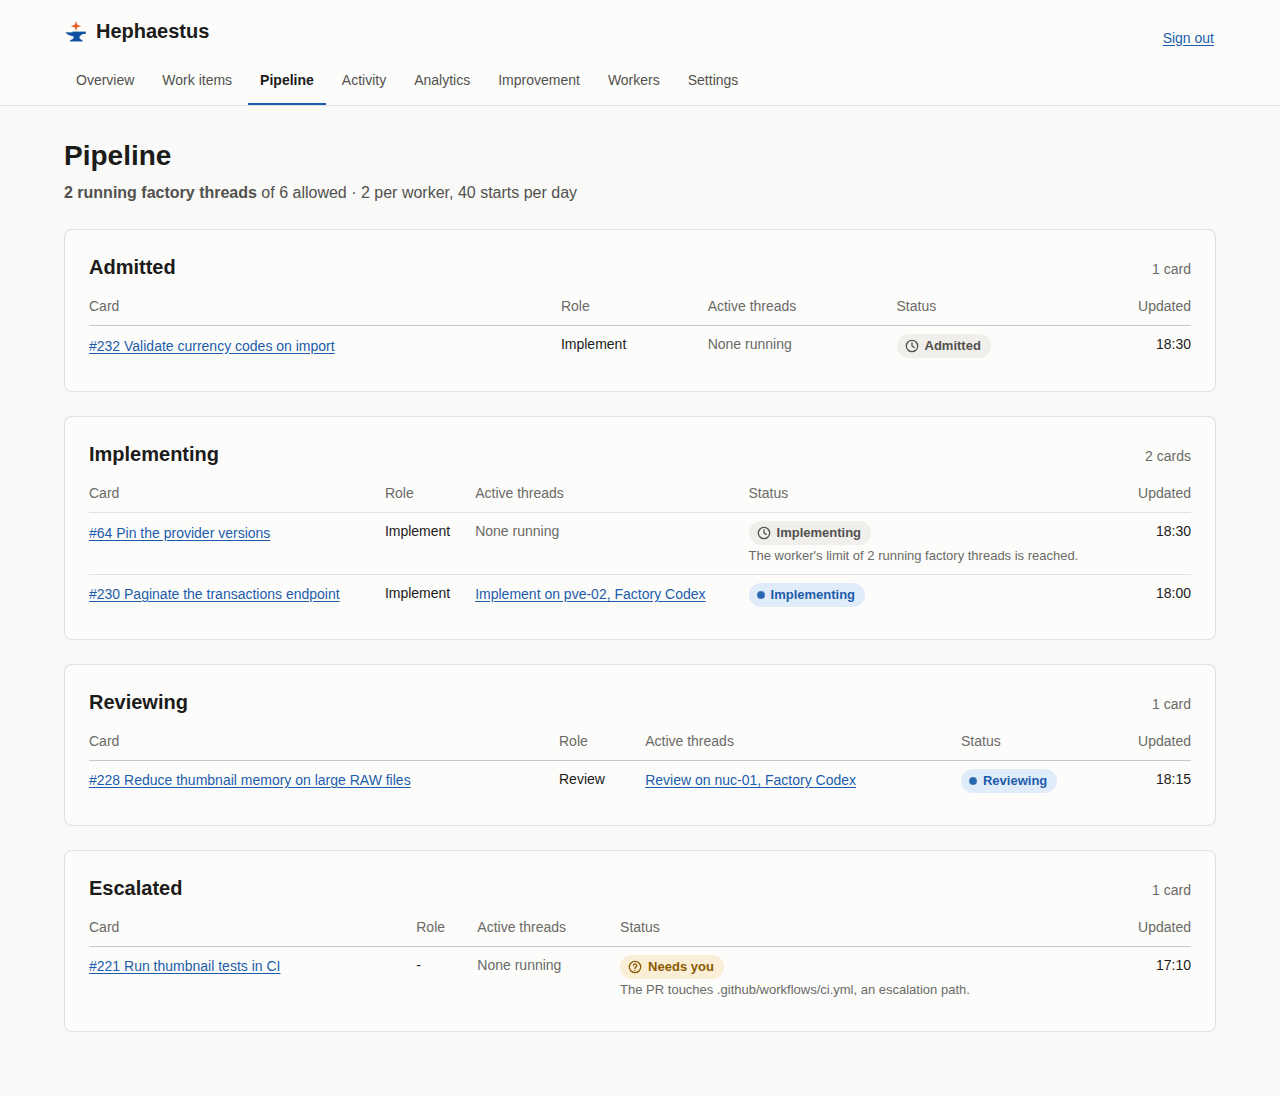 Hephaestus
Sign out
Overview Work items Pipeline Activity Analytics Improvement Workers Settings
Pipeline
2 running factory threads of 6 allowed · 2 per worker, 40 starts per day
Admitted
1 card
Card Role Active threads Status Updated
#232 Validate currency codes on import Implement None running Admitted 18:30
Implementing
2 cards
Card Role Active threads Status Updated
#64 Pin the provider versions Implement None running Implementing 18:30
The worker's limit of 2 running factory threads is reached.
#230 Paginate the transactions endpoint Implement Implement on pve-02, Factory Codex Implementing 18:00
Reviewing
1 card
Card Role Active threads Status Updated
#228 Reduce thumbnail memory on large RAW files Review Review on nuc-01, Factory Codex Reviewing 18:15
Escalated
1 card
Card Role Active threads Status Updated
#221 Run thumbnail tests in CI - None running Needs you 17:10
The PR touches .github/workflows/ci.yml, an escalation path.